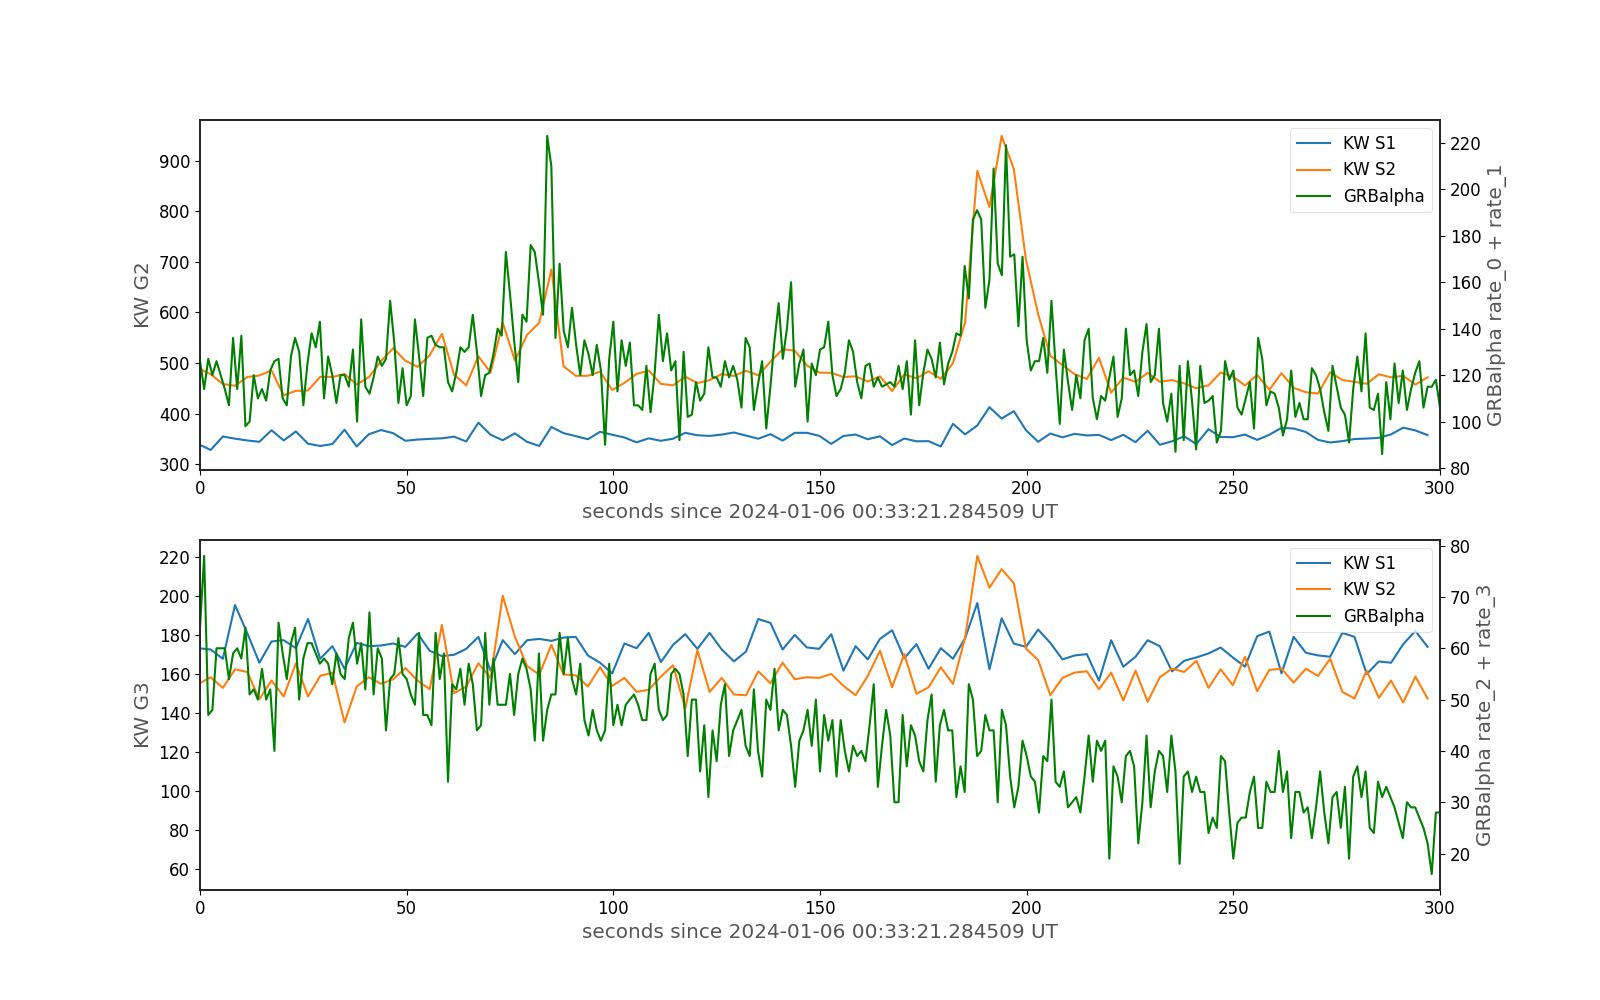 KW S1
KW S2
GRBalpha
900
800
700
600
500
400
300
KW G2
220
200
180
160
140
120
100
80
GRBalpha rate_0 + rate_1
0 50 100 150 200 250 300
seconds since 2024-01-06 00:33:21.284509 UT
KW S1
KW S2
GRBalpha
220
200
180
160
140
120
100
80
60
KW G3
80
70
60
50
40
30
20
GRBalpha rate_2 + rate_3
0 50 100 150 200 250 300
seconds since 2024-01-06 00:33:21.284509 UT